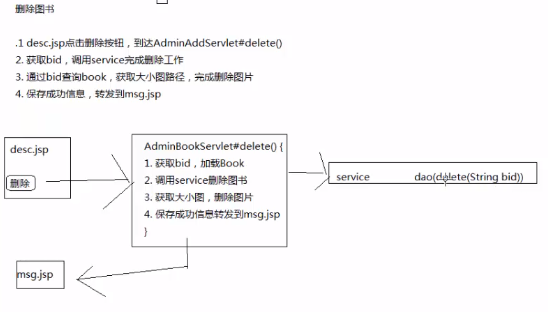 删除图书
.1 desc.jsp点击删除按钮，到达AdminAddServlet#delete()
2. 获取bid，调用service完成删除工作
3. 通过bid查询book，获取大小图路径，完成删除图片
4. 保存成功信息，转发到msg.jsp
desc.jsp
删除
AdminBookServlet#delete() {
1. 获取bid，加载Book
2. 调用service删除图书
3. 获取大小图，删除图片
4. 保存成功信息转发到msg.jsp
}
service dao(delete(String bid))
msg.jsp